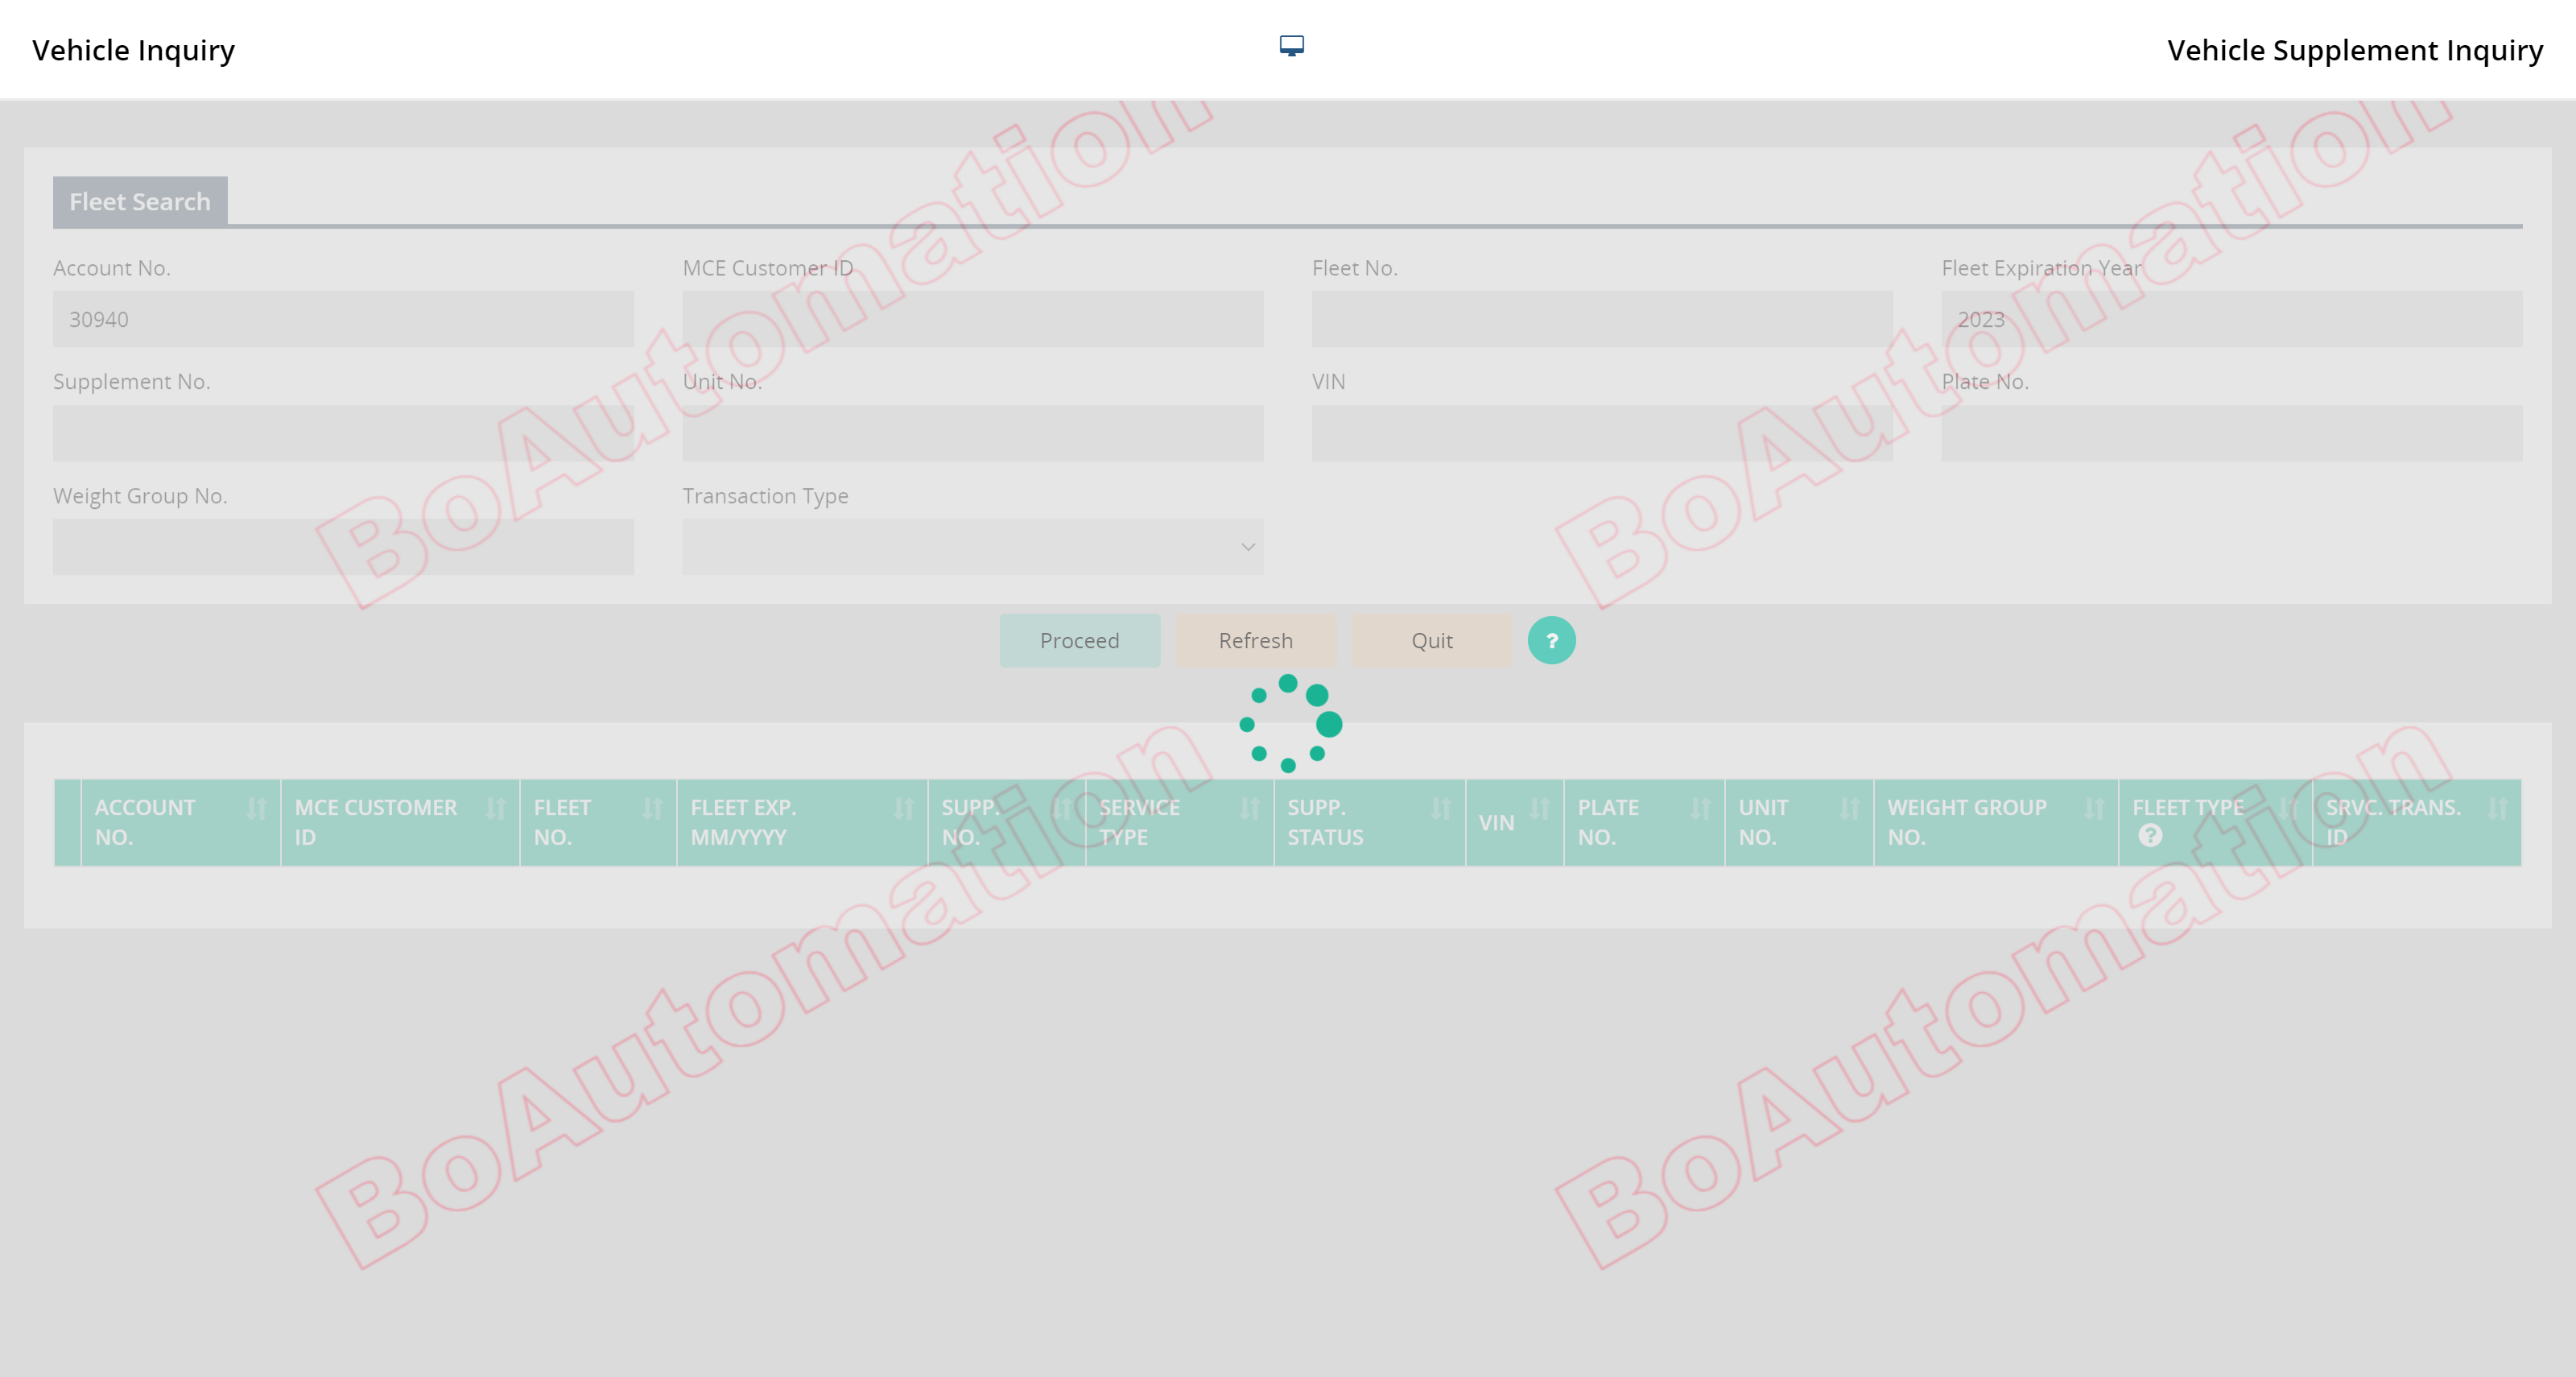 Vehicle Inquiry
Vehicle Supplement Inquiry
Fleet Search
Account No.
MCE Customer ID
Fleet No.
Fleet Expiration Year
30940
2023
Supplement No.
Unit No.
VIN
Plate No.
Weight Group No.
Transaction Type
Proceed
Refresh
Quit
?
ACCOUNT NO.
MCE CUSTOMER ID
FLEET NO.
FLEET EXP. MM/YYYY
SUPP. NO.
SERVICE TYPE
SUPP. STATUS
VIN
PLATE NO.
UNIT NO.
WEIGHT GROUP NO.
FLEET TYPE ?
SRVC. TRANS. ID
BoAutomation
BoAutomation
BoAutomation
BoAutomation